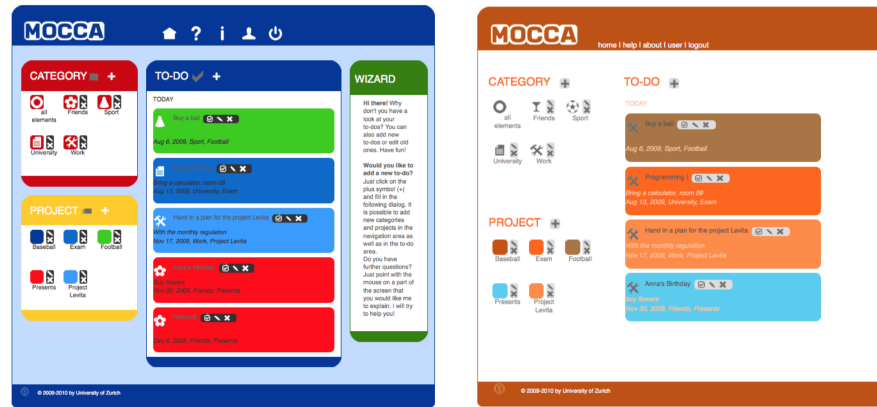 MOCCA
CATEGORY +
all
elements
Friends
Sport
University
Work
PROJECT +
Baseball
Exam
Football
Presents
Project
Levita
TO-DO +
TODAY
Buy a ball
Aug 6, 2009, Sport, Football
Bring a calculator, room 09
Aug 13, 2009, University, Exam
Hand in a plan for the project Levita
With the monthly regulation
Nov 17, 2009, Work, Project Levita
Anna's Birthday
Buy flowers
Nov 30, 2009, Friends, Presents
Dec 6, 2009, Friends, Presents
WIZARD
Hi there! Why
don't you have a
look at your
to-dos? You can
also add new
to-dos or edit old
ones. Have fun!
Would you like to
add a new to-do?
Just click on the
plus symbol (+)
and fill in the
following dialog. It
is possible to add
new categories
and projects in the
navigation area as
well as in the to-do
area.
Do you have
further questions?
Just point with the
mouse on a part of
the screen that
you would like me
to explain. I will try
to help you!
© 2009-2010 by University of Zurich
MOCCA
home | help | about | user | logout
CATEGORY +
all
elements
Friends
Sport
University
Work
PROJECT +
Baseball
Exam
Football
Presents
Project
Levita
TO-DO +
TODAY
Buy a ball
Aug 6, 2009, Sport, Football
Programming I
Bring a calculator, room 09
Aug 13, 2009, University, Exam
Hand in a plan for the project Levita
With the monthly regulation
Nov 17, 2009, Work, Project Levita
Anna's Birthday
Buy flowers
Nov 30, 2009, Friends, Presents
© 2009-2010 by University of Zurich